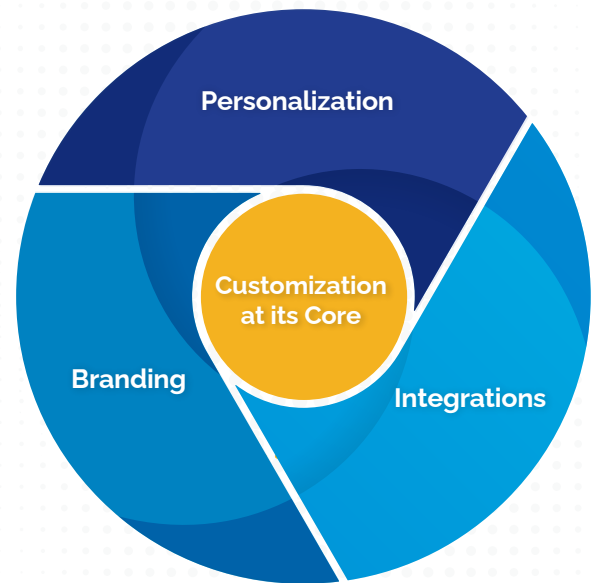 Personalization
Customization
at its Core
Branding
Integrations